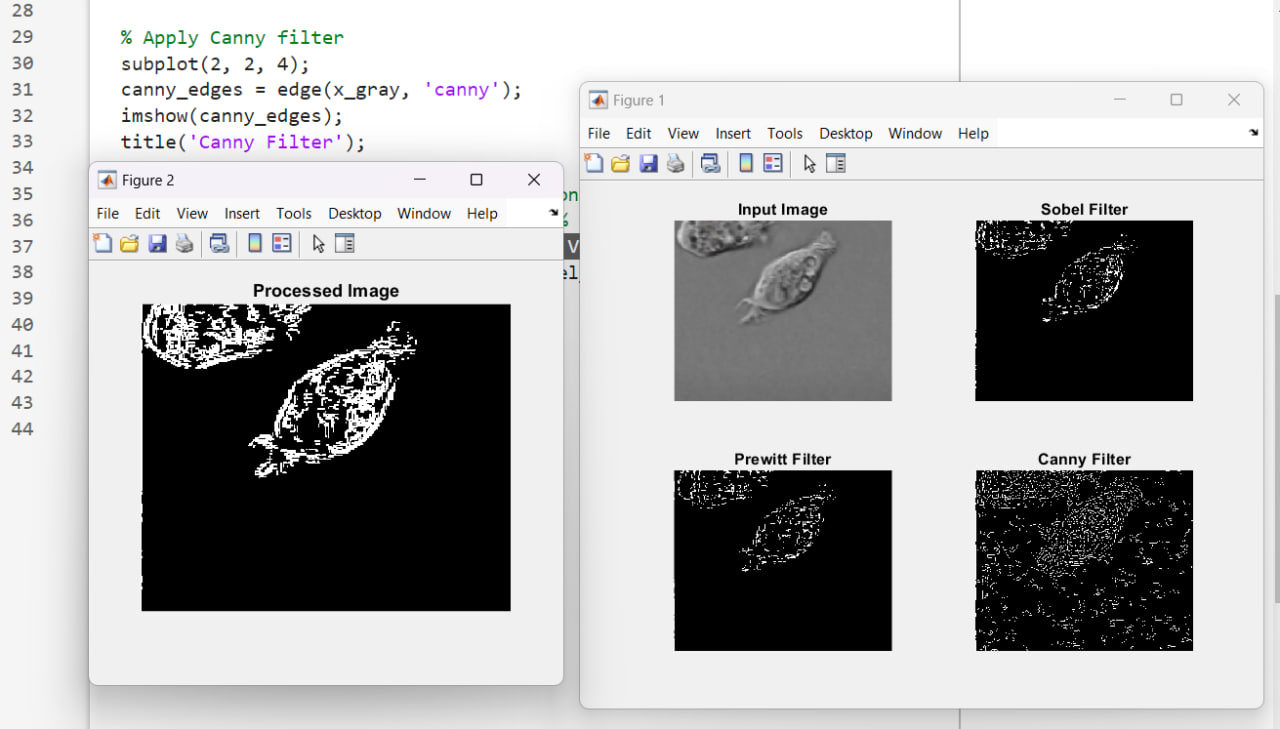 28
29 % Apply Canny filter
30 subplot(2, 2, 4);
31 canny_edges = edge(x_gray, 'canny');
32 imshow(canny_edges);
33 title('Canny Filter');
34
35
36 %
37
38
39
40
41
42
43
44
Figure 2
File Edit View Insert Tools Desktop Window Help
Processed Image
Figure 1
File Edit View Insert Tools Desktop Window Help
Input Image
Sobel Filter
Prewitt Filter
Canny Filter